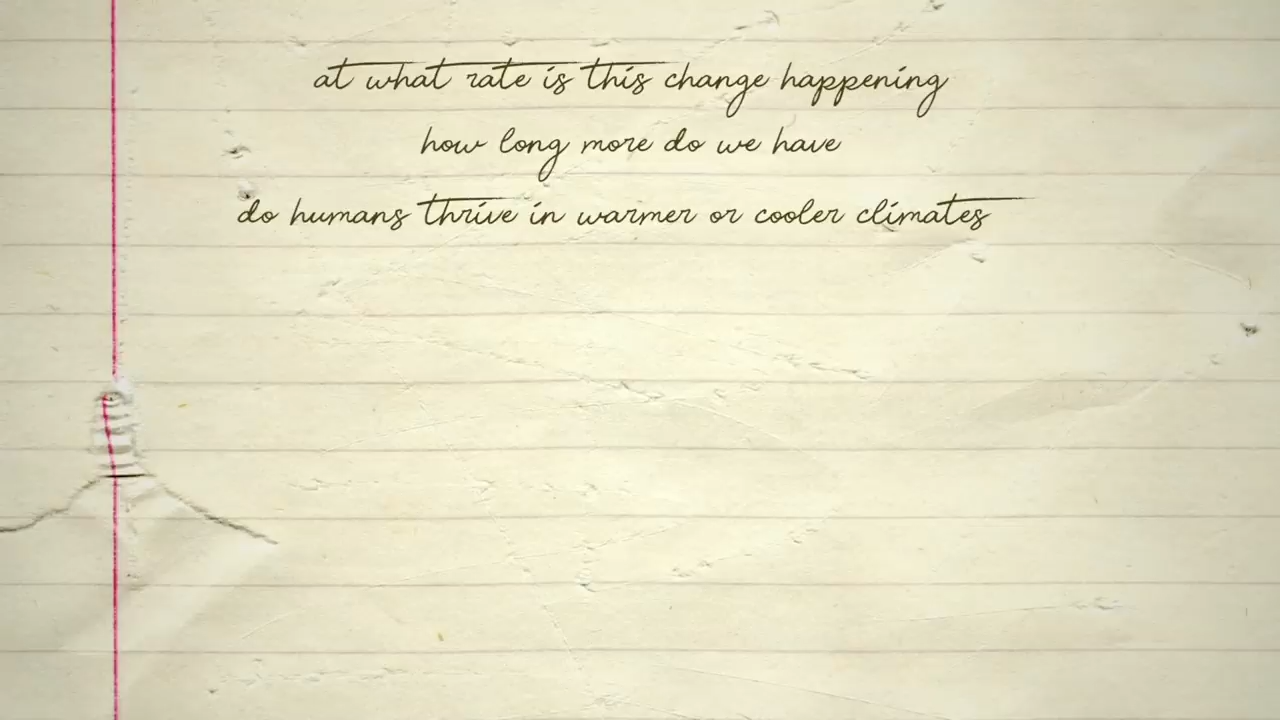 at what rate is this change happening
how long more do we have
do humans thrive in warmer or cooler climates